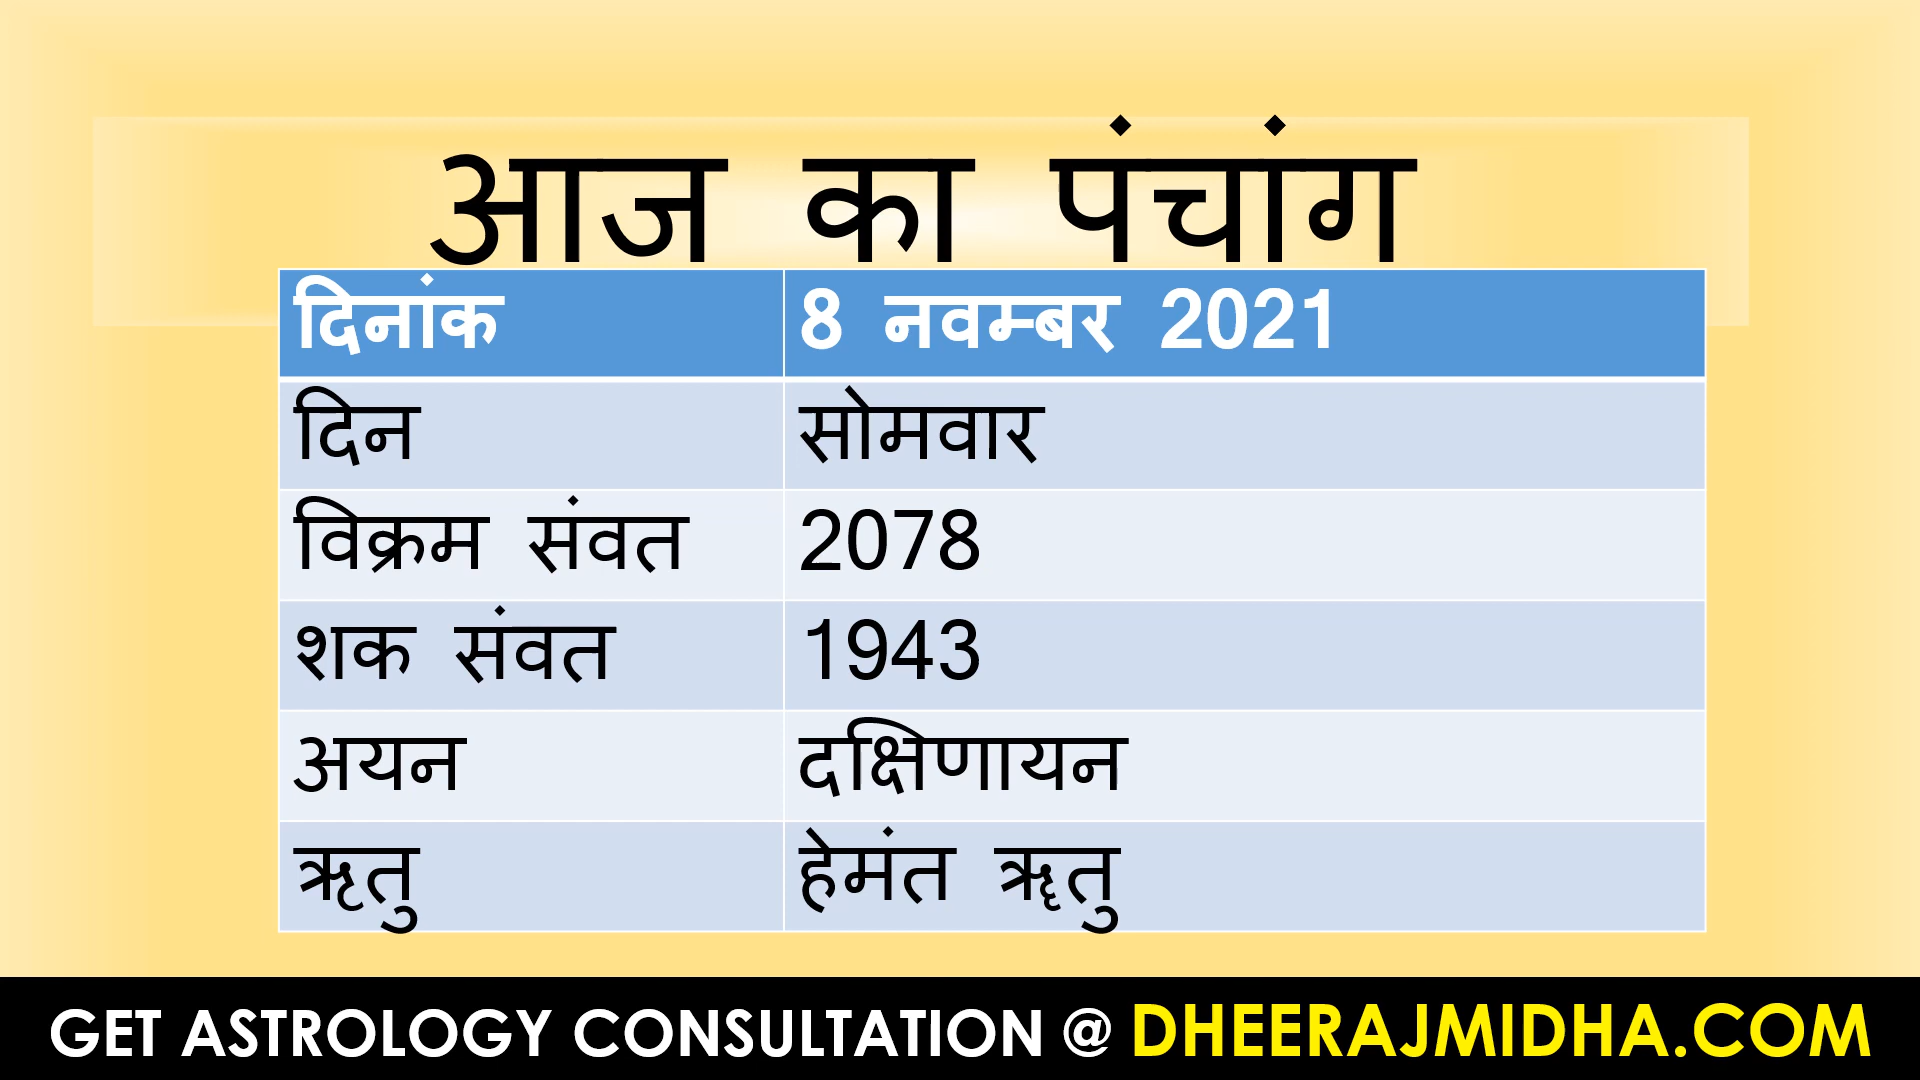 आज का पंचांग
दिनांक 8 नवम्बर 2021
दिन सोमवार
विक्रम संवत 2078
शक संवत 1943
अयन दक्षिणायन
ऋतु हेमंत ॠतु
GET ASTROLOGY CONSULTATION @ DHEERAJMIDHA.COM